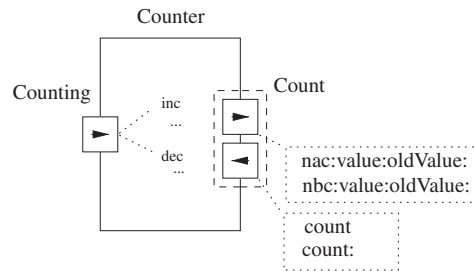 Counter
Counting
Count
inc
...
dec
...
nac:value:oldValue:
nbc:value:oldValue:
count
count: